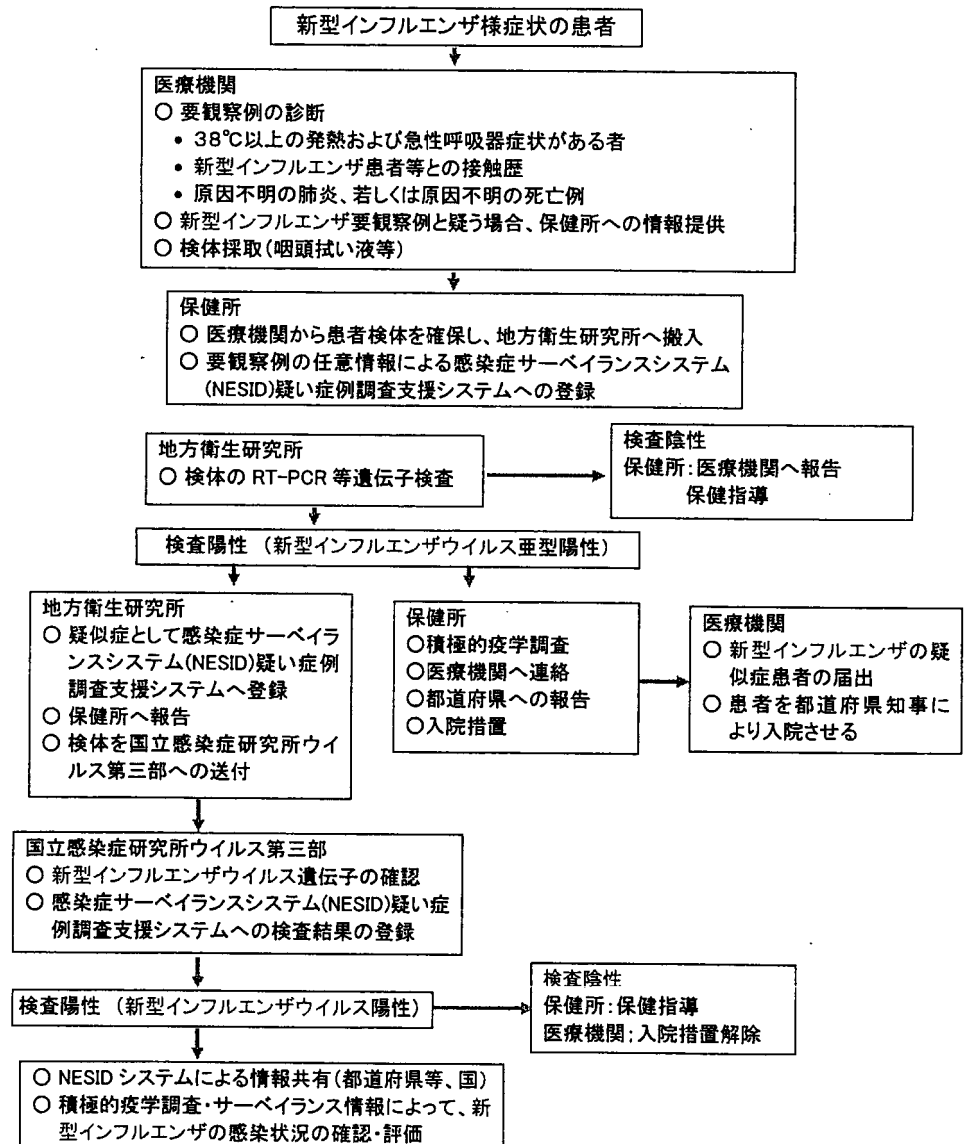 新型インフルエンザ様症状の患者
医療機関
○ 要観察例の診断
• 38℃以上の発熱および急性呼吸器症状がある者
• 新型インフルエンザ患者等との接触歴
• 原因不明の肺炎、若しくは原因不明の死亡例
○ 新型インフルエンザ要観察例と疑う場合、保健所への情報提供
○ 検体採取(咽頭拭い液等)
保健所
○ 医療機関から患者検体を確保し、地方衛生研究所へ搬入
○ 要観察例の任意情報による感染症サーベイランスシステム
(NESID)疑い症例調査支援システムへの登録
地方衛生研究所
○ 検体の RT-PCR 等遺伝子検査
検査陰性
保健所:医療機関へ報告
保健指導
検査陽性 (新型インフルエンザウイルス亜型陽性)
地方衛生研究所
○ 疑似症として感染症サーベイラ
ンスシステム(NESID)疑い症例
調査支援システムへ登録
○ 保健所へ報告
○ 検体を国立感染症研究所ウイ
ルス第三部への送付
保健所
○積極的疫学調査
○医療機関へ連絡
○都道府県への報告
○入院措置
医療機関
○ 新型インフルエンザの疑
似症患者の届出
○ 患者を都道府県知事に
より入院させる
国立感染症研究所ウイルス第三部
○ 新型インフルエンザウイルス遺伝子の確認
○ 感染症サーベイランスシステム(NESID)疑い症
例調査支援システムへの検査結果の登録
検査陽性 (新型インフルエンザウイルス陽性)
検査陰性
保健所:保健指導
医療機関;入院措置解除
○ NESID システムによる情報共有(都道府県等、国)
○ 積極的疫学調査・サーベイランス情報によって、新
型インフルエンザの感染状況の確認・評価